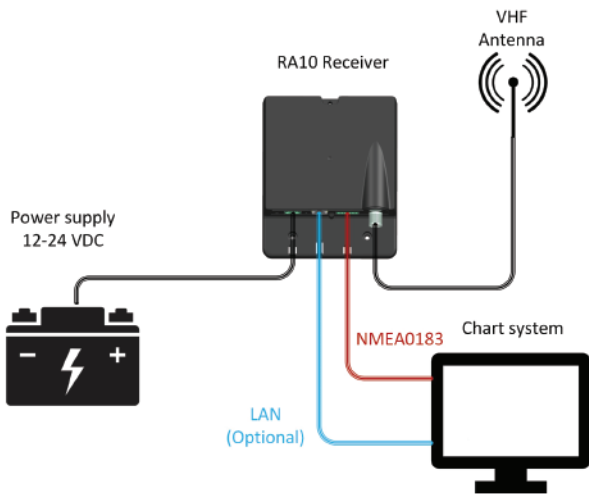 VHF
Antenna
RA10 Receiver
Power supply
12-24 VDC
NMEA0183
Chart system
LAN
(Optional)